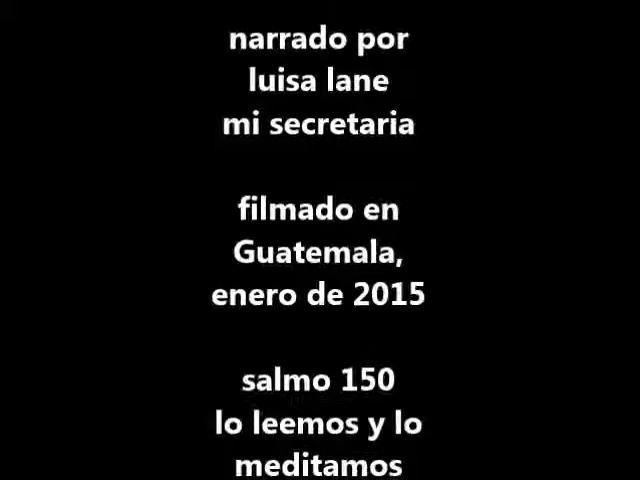 narrado por
luisa lane
mi secretaria
filmado en
Guatemala,
enero de 2015
salmo 150
lo leemos y lo
meditamos